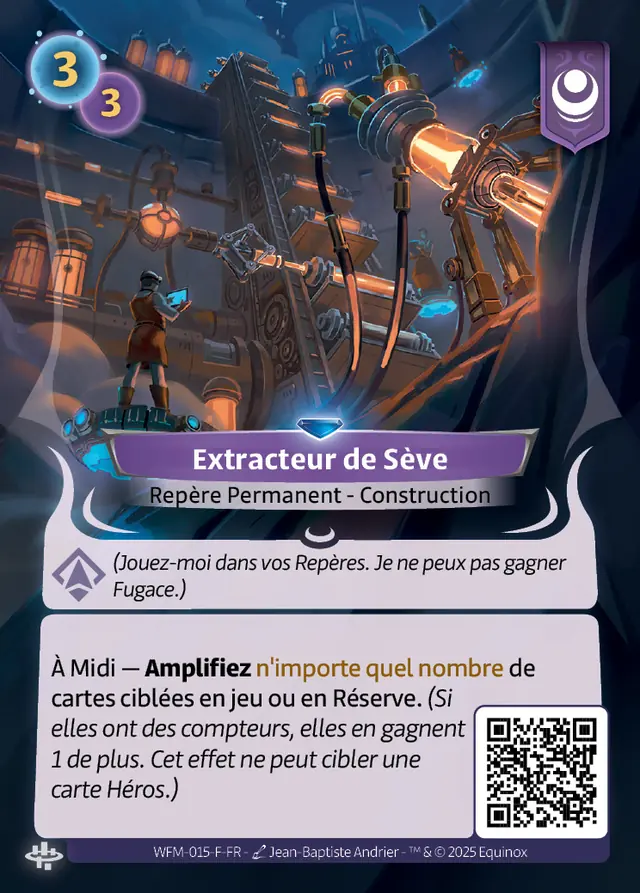 3
3
Extracteur de Sève
Repère Permanent - Construction
(Jouez-moi dans vos Repères. Je ne peux pas gagner
Fugace.)
À Midi — Amplifiez n'importe quel nombre de
cartes ciblées en jeu ou en Réserve. (Si
elles ont des compteurs, elles en gagnent
1 de plus. Cet effet ne peut cibler une
carte Héros.)
WFM-015-F-FR - Jean-Baptiste Andrier - ™ & © 2025 Equinox